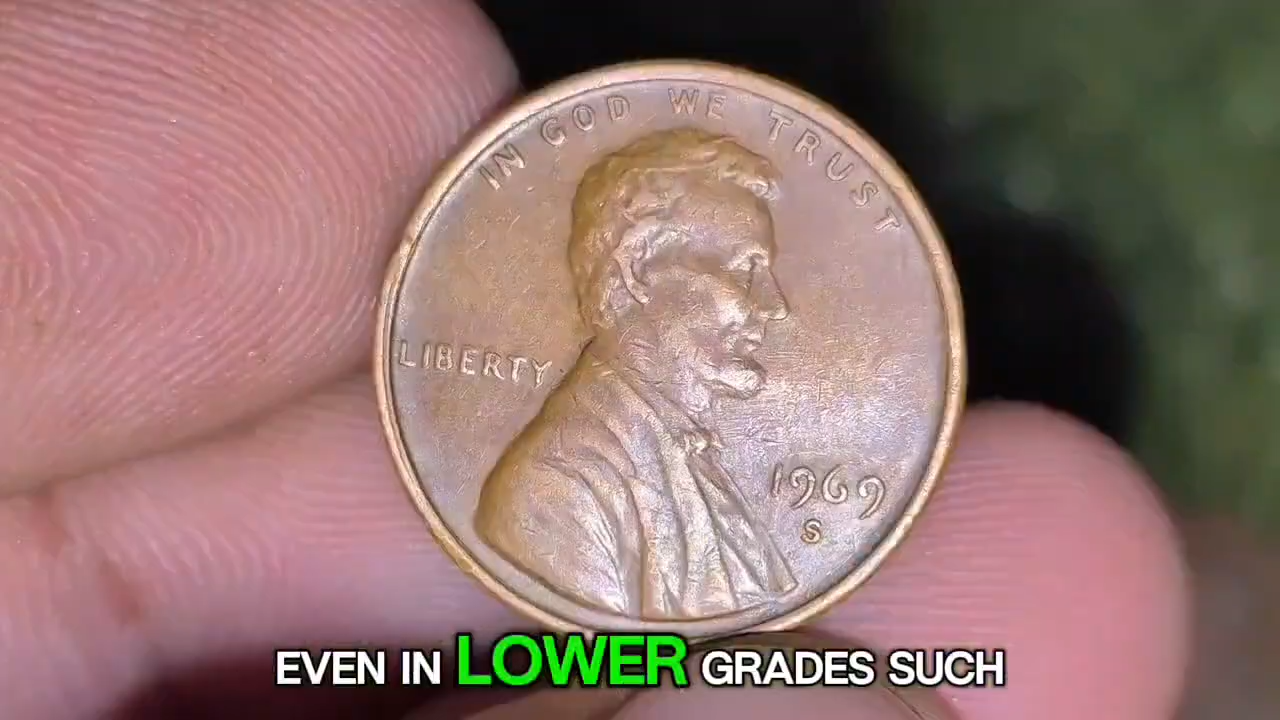 IN GOD WE TRUST
LIBERTY
1969
S
EVEN IN LOWER GRADES SUCH